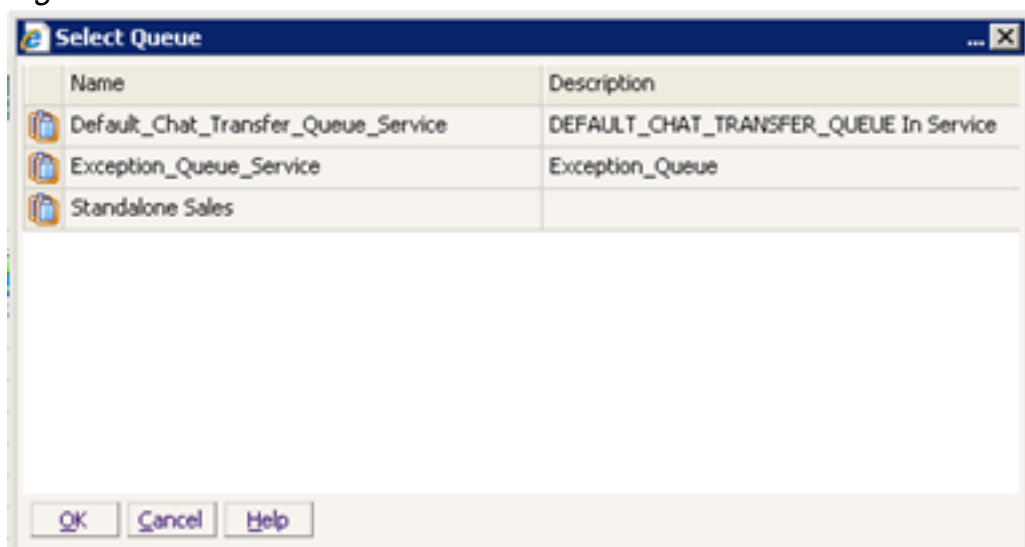 Select Queue ...
Name Description
Default_Chat_Transfer_Queue_Service DEFAULT_CHAT_TRANSFER_QUEUE In Service
Exception_Queue_Service Exception_Queue
Standalone Sales
OK Cancel Help